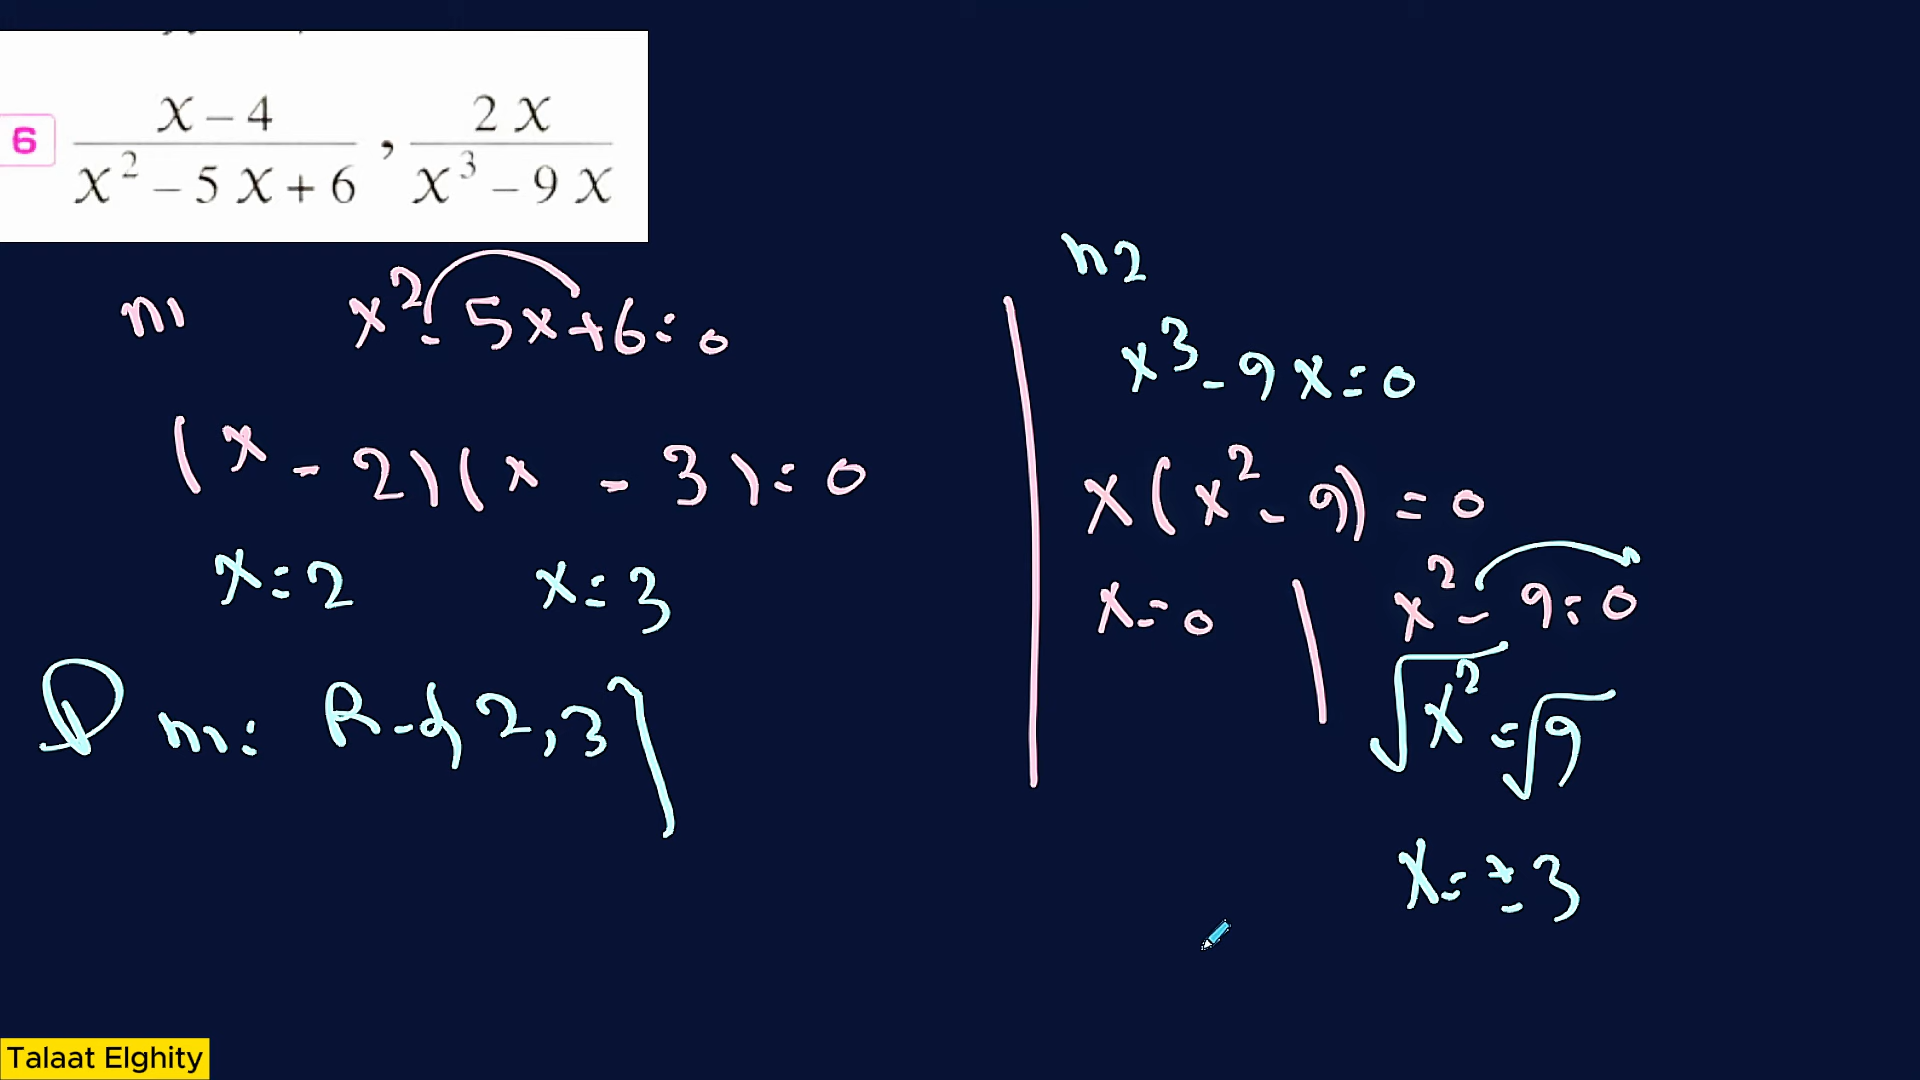 6 x - 4 / x² - 5x + 6 , 2x / x³ - 9x
n1 x² - 5x + 6 = 0
(x - 2)(x - 3) = 0
x = 2 x = 3
D n1 = R - {2, 3}
n2
x³ - 9x = 0
x(x² - 9) = 0
x = 0 | x² - 9 = 0
√x² = √9
x = ±3
Talaat Elghity